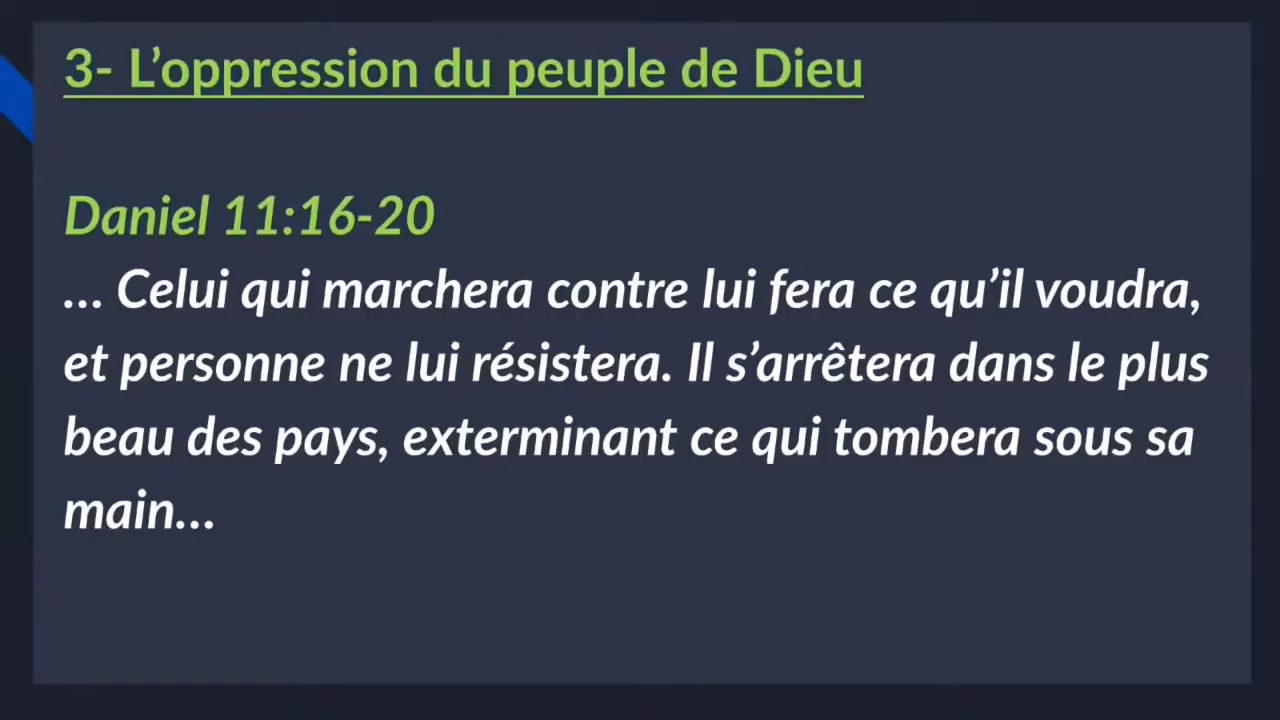 3- L’oppression du peuple de Dieu
Daniel 11:16-20
... Celui qui marchera contre lui fera ce qu’il voudra,
et personne ne lui résistera. Il s’arrêtera dans le plus
beau des pays, exterminant ce qui tombera sous sa
main...